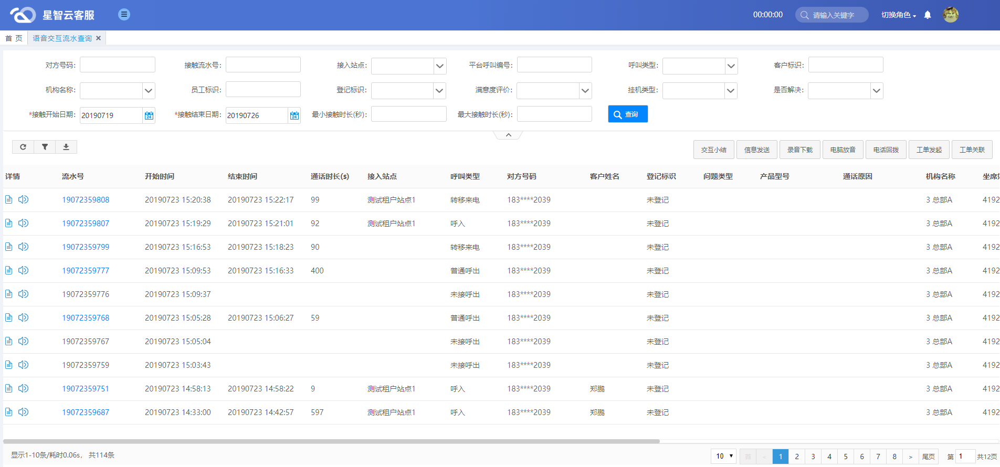 星智云客服 00:00:00 请输入关键字 切换角色
首 页 语音交互流水查询 ×
对方号码: 接触流水号: 接入站点: 平台呼叫编号: 呼叫类型: 客户标识:
机构名称: 员工标识: 登记标识: 满意度评价: 挂机类型: 是否解决:
*接触开始日期: 20190719 24 *接触结束日期: 20190726 24 最小接触时长(秒): 最大接触时长(秒): 查询
交互小结 信息发送 录音下载 电脑放音 电话回拨 工单发起 工单关联
详情 流水号 开始时间 结束时间 通话时长(s) 接入站点 呼叫类型 对方号码 客户姓名 登记标识 问题类型 产品型号 通话原因 机构名称 坐席
19072359808 20190723 15:20:38 20190723 15:22:17 99 测试租户站点1 转移来电 183****2039 未登记 3 总部A 4192
19072359807 20190723 15:19:29 20190723 15:21:01 92 测试租户站点1 呼入 183****2039 未登记 3 总部A 4192
19072359799 20190723 15:16:53 20190723 15:18:23 90 转移来电 183****2039 未登记 3 总部A 4192
19072359777 20190723 15:09:53 20190723 15:16:33 400 普通呼出 183****2039 未登记 3 总部A 4192
19072359776 20190723 15:09:37 未接呼出 183****2039 未登记 3 总部A 4192
19072359768 20190723 15:05:28 20190723 15:06:27 59 普通呼出 183****2039 未登记 3 总部A 4192
19072359767 20190723 15:05:04 未接呼出 183****2039 未登记 3 总部A 4192
19072359759 20190723 15:03:43 未接呼出 183****2039 未登记 3 总部A 4192
19072359751 20190723 14:58:13 20190723 14:58:22 9 测试租户站点1 呼入 183****2039 郑鹏 未登记 3 总部A 4192
19072359687 20190723 14:33:00 20190723 14:42:57 597 测试租户站点1 呼入 183****2039 郑鹏 未登记 3 总部A 4192
显示1-10条/耗时0.06s， 共114条 10 首 < 1 2 3 4 5 6 7 8 > 尾页 第 1 共12页